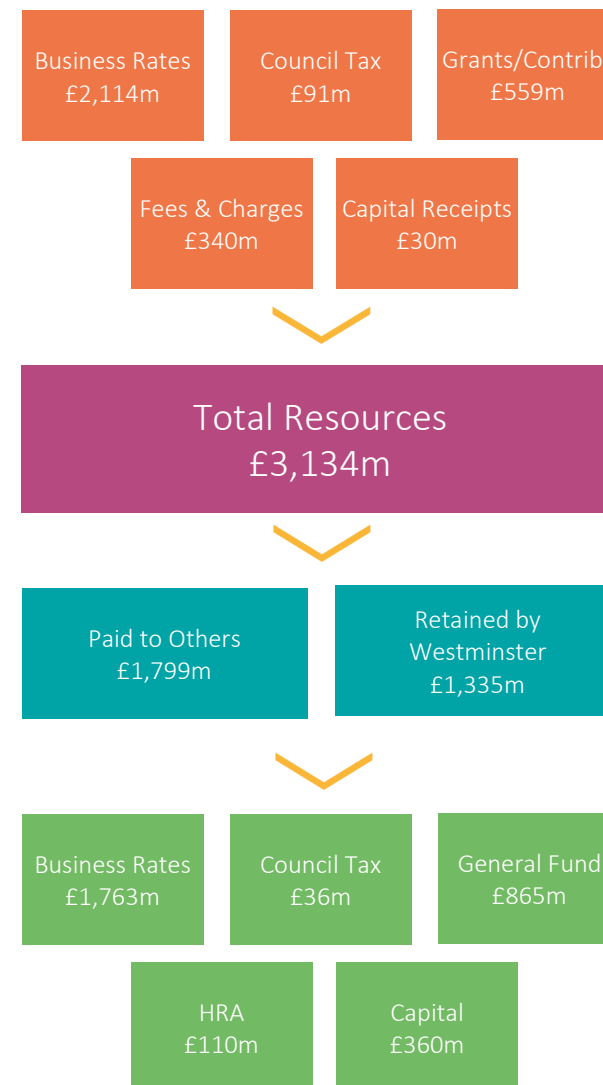 Business Rates
£2,114m
Council Tax
£91m
Grants/Contrib
£559m
Fees & Charges
£340m
Capital Receipts
£30m
Total Resources
£3,134m
Paid to Others
£1,799m
Retained by
Westminster
£1,335m
Business Rates
£1,763m
Council Tax
£36m
General Fund
£865m
HRA
£110m
Capital
£360m